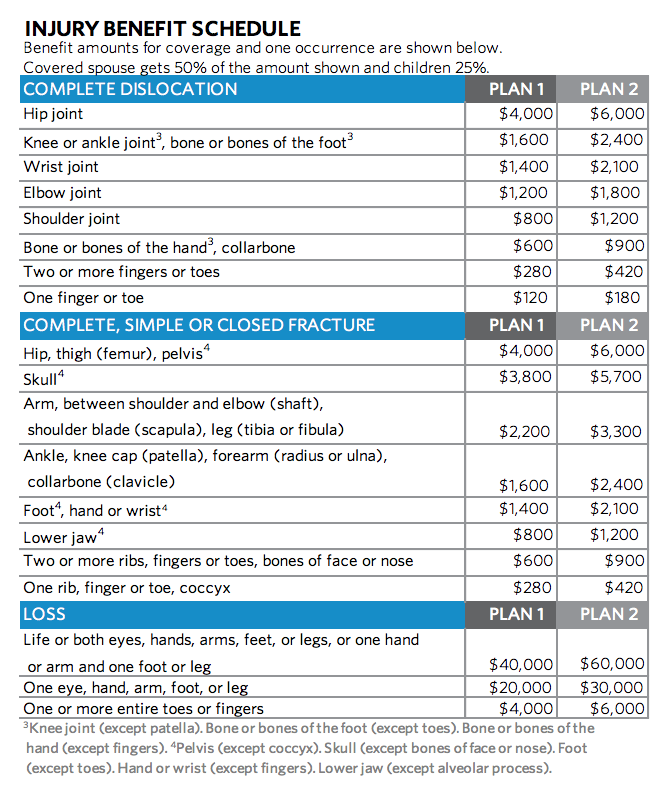 INJURY BENEFIT SCHEDULE
Benefit amounts for coverage and one occurrence are shown below.
Covered spouse gets 50% of the amount shown and children 25%.
COMPLETE DISLOCATION PLAN 1 PLAN 2
Hip joint $4,000 $6,000
Knee or ankle joint³, bone or bones of the foot³ $1,600 $2,400
Wrist joint $1,400 $2,100
Elbow joint $1,200 $1,800
Shoulder joint $800 $1,200
Bone or bones of the hand³, collarbone $600 $900
Two or more fingers or toes $280 $420
One finger or toe $120 $180
COMPLETE, SIMPLE OR CLOSED FRACTURE PLAN 1 PLAN 2
Hip, thigh (femur), pelvis⁴ $4,000 $6,000
Skull⁴ $3,800 $5,700
Arm, between shoulder and elbow (shaft),
shoulder blade (scapula), leg (tibia or fibula) $2,200 $3,300
Ankle, knee cap (patella), forearm (radius or ulna),
collarbone (clavicle) $1,600 $2,400
Foot⁴, hand or wrist⁴ $1,400 $2,100
Lower jaw⁴ $800 $1,200
Two or more ribs, fingers or toes, bones of face or nose $600 $900
One rib, finger or toe, coccyx $280 $420
LOSS PLAN 1 PLAN 2
Life or both eyes, hands, arms, feet, or legs, or one hand
or arm and one foot or leg $40,000 $60,000
One eye, hand, arm, foot, or leg $20,000 $30,000
One or more entire toes or fingers $4,000 $6,000
³Knee joint (except patella). Bone or bones of the foot (except toes). Bone or bones of the
hand (except fingers). ⁴Pelvis (except coccyx). Skull (except bones of face or nose). Foot
(except toes). Hand or wrist (except fingers). Lower jaw (except alveolar process).